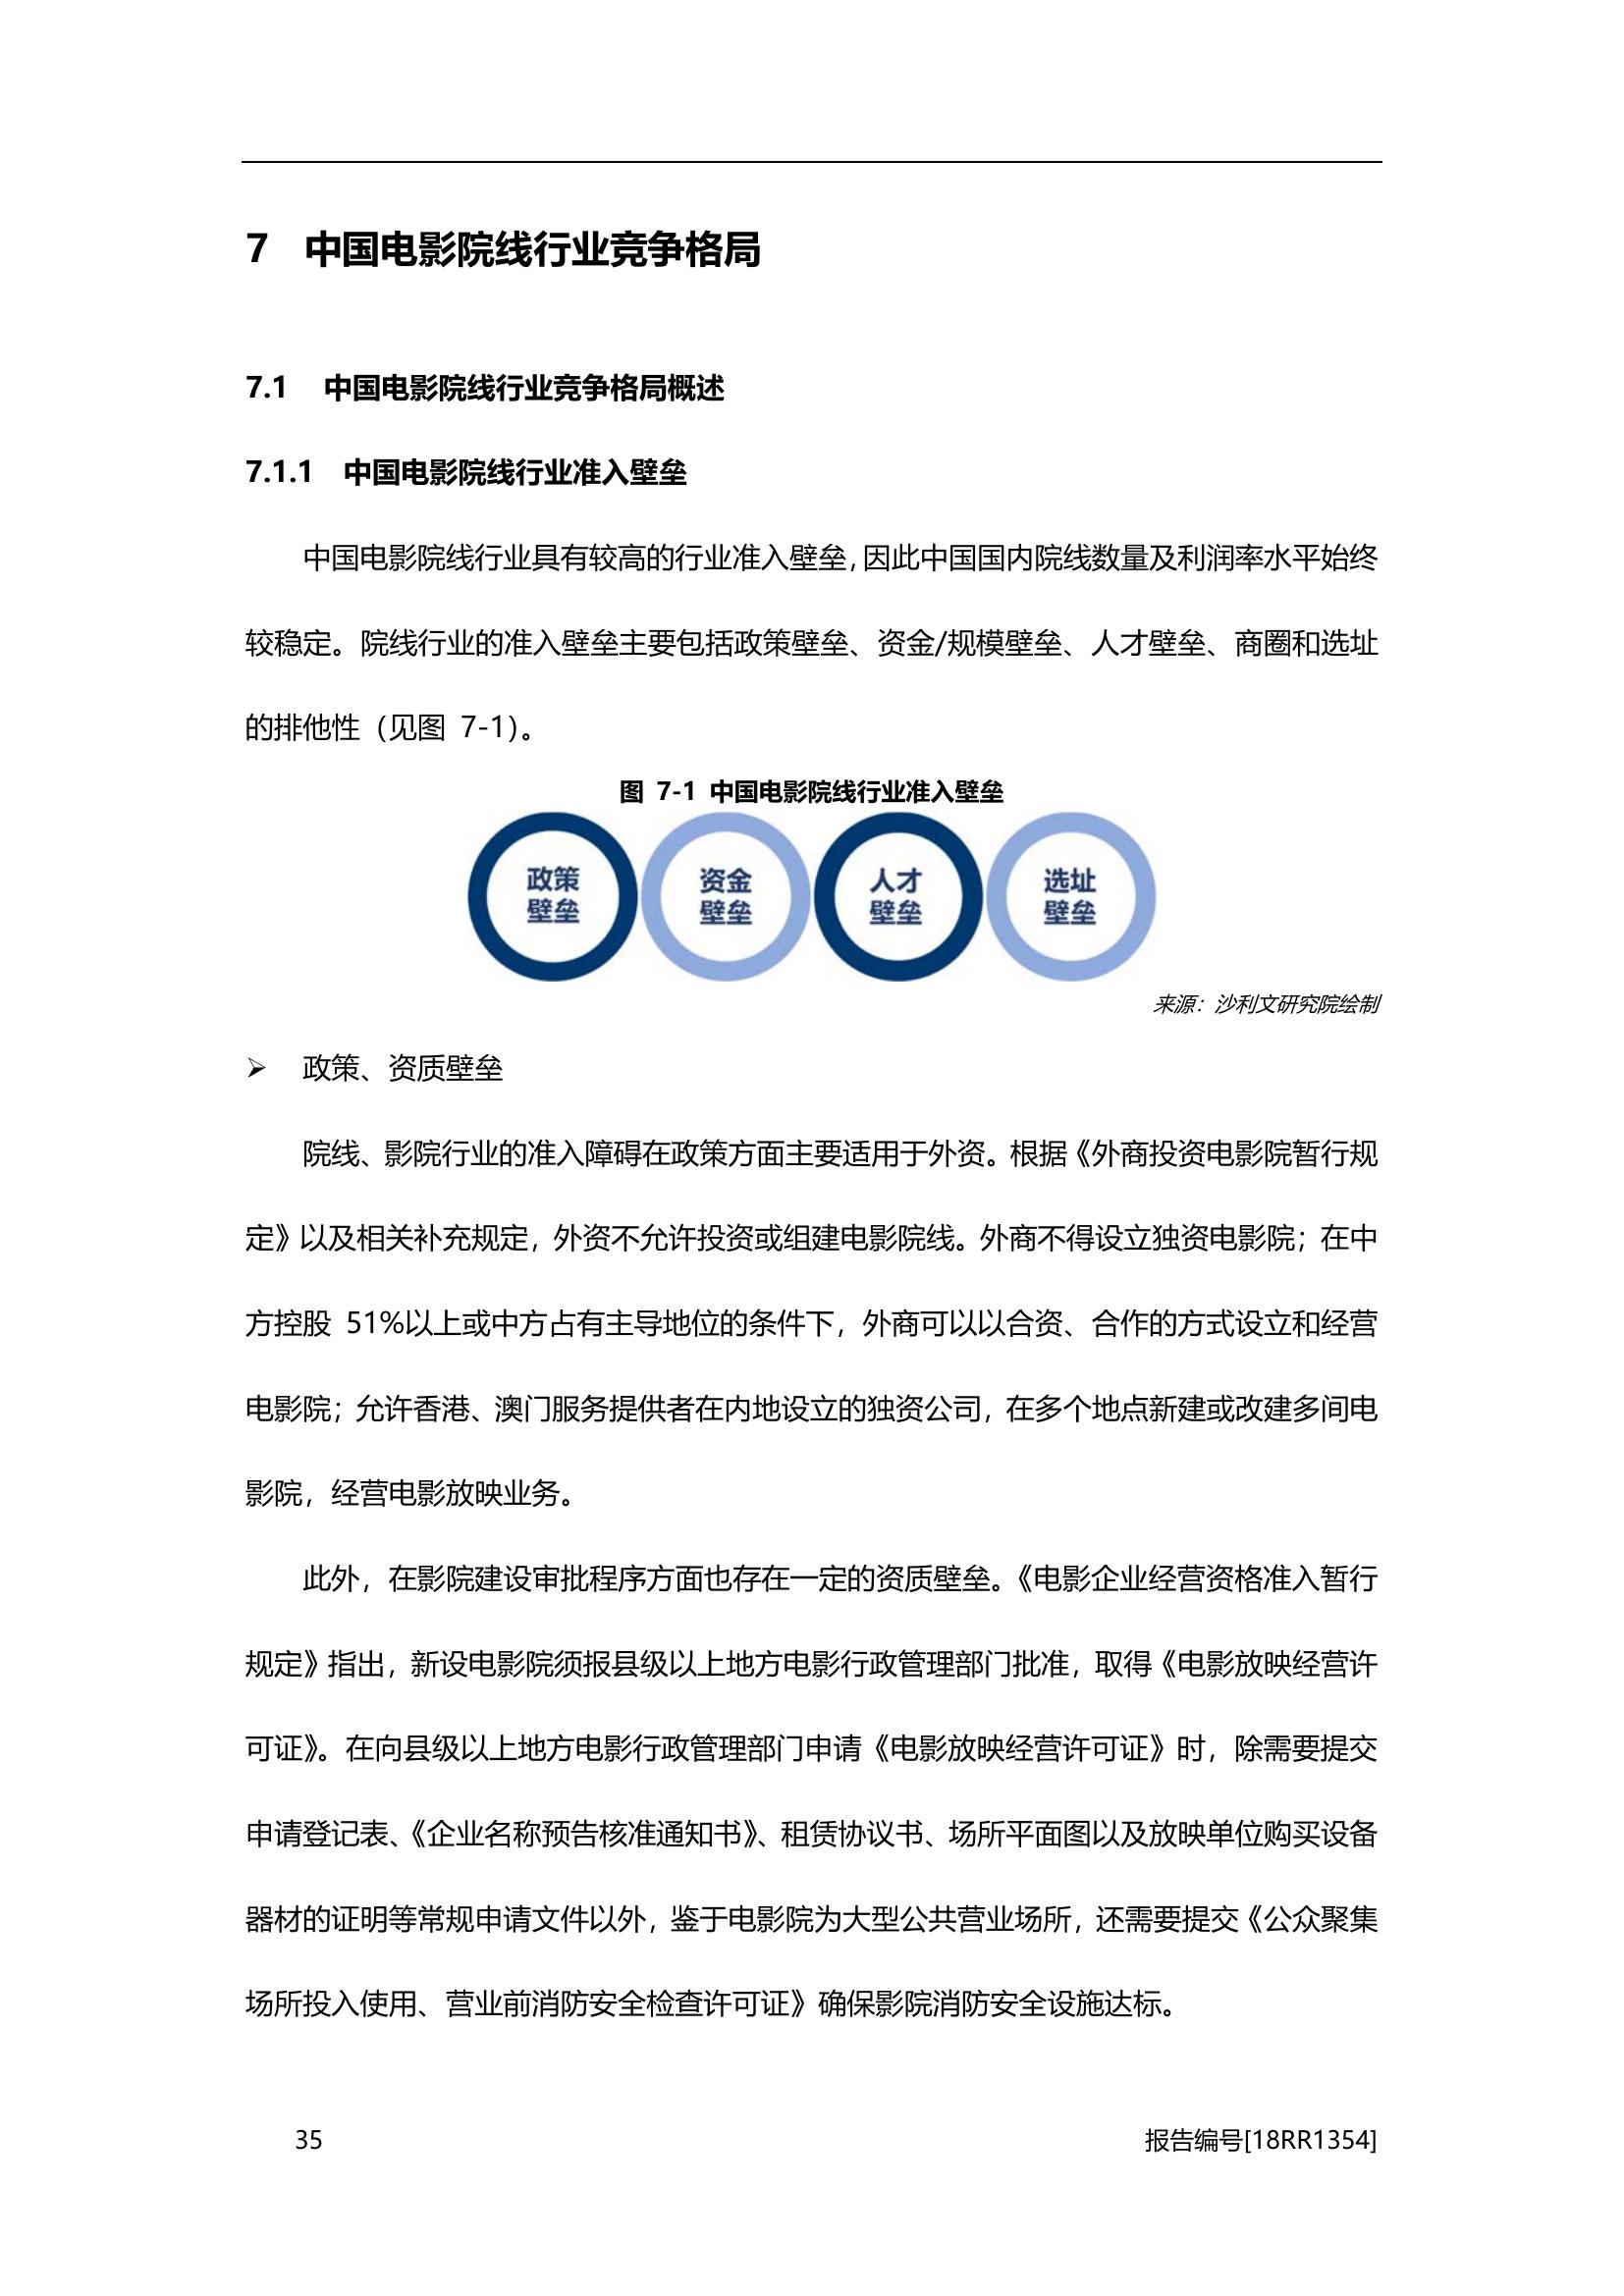 7 中国电影院线行业竞争格局
7.1 中国电影院线行业竞争格局概述
7.1.1 中国电影院线行业准入壁垒
中国电影院线行业具有较高的行业准入壁垒，因此中国国内院线数量及利润率水平始终
较稳定。院线行业的准入壁垒主要包括政策壁垒、资金/规模壁垒、人才壁垒、商圈和选址
的排他性（见图 7-1）。
图 7-1 中国电影院线行业准入壁垒
政策
壁垒
资金
壁垒
人才
壁垒
选址
壁垒
来源：沙利文研究院绘制
➢ 政策、资质壁垒
院线、影院行业的准入障碍在政策方面主要适用于外资。根据《外商投资电影院暂行规
定》以及相关补充规定，外资不允许投资或组建电影院线。外商不得设立独资电影院；在中
方控股 51%以上或中方占有主导地位的条件下，外商可以以合资、合作的方式设立和经营
电影院；允许香港、澳门服务提供者在内地设立的独资公司，在多个地点新建或改建多间电
影院，经营电影放映业务。
此外，在影院建设审批程序方面也存在一定的资质壁垒。《电影企业经营资格准入暂行
规定》指出，新设电影院须报县级以上地方电影行政管理部门批准，取得《电影放映经营许
可证》。在向县级以上地方电影行政管理部门申请《电影放映经营许可证》时，除需要提交
申请登记表、《企业名称预告核准通知书》、租赁协议书、场所平面图以及放映单位购买设备
器材的证明等常规申请文件以外，鉴于电影院为大型公共营业场所，还需要提交《公众聚集
场所投入使用、营业前消防安全检查许可证》确保影院消防安全设施达标。
35 报告编号[18RR1354]